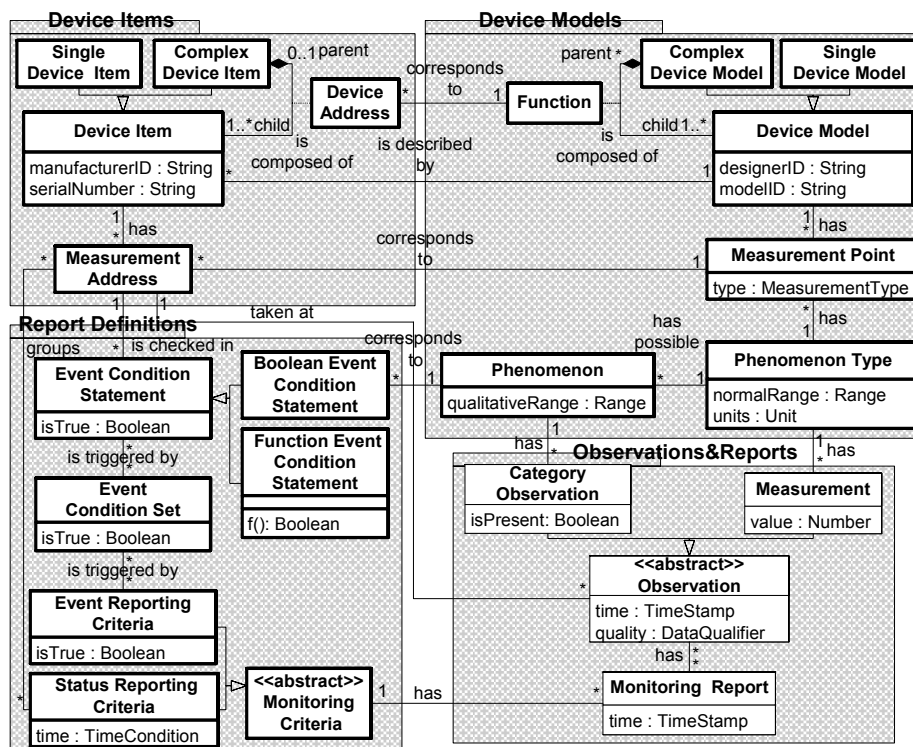 Device Items
Device Models
Single
Device Item
Complex
Device Item
0..1
parent
Device
Address
1..*
child
is
composed of
Device Item
manufacturerID : String
serialNumber : String
*
corresponds
to
1
Function
parent
*
Complex
Device Model
Single
Device Model
child
1..*
is
composed of
Device Model
designerID : String
modelID : String
is described
by
*
1
1
has
*
Measurement
Address
*
*
corresponds
to
1
1
has
*
Measurement Point
type : MeasurementType
1
1
taken at
*
has
1
Report Definitions
groups
*
is checked in
Event Condition
Statement
isTrue : Boolean
Boolean Event
Condition
Statement
Function Event
Condition
Statement
f(): Boolean
corresponds
to
*
1
Phenomenon
qualitativeRange : Range
has
possible
*
1
Phenomenon Type
normalRange : Range
units : Unit
*
is triggered by
*
Event
Condition Set
isTrue : Boolean
*
is triggered by
*
Event Reporting
Criteria
isTrue : Boolean
*
Status Reporting
Criteria
time : TimeCondition
<<abstract>>
Monitoring
Criteria
1
has
*
1
has
*
1
has
*
Observations&Reports
Category
Observation
isPresent: Boolean
Measurement
value : Number
<<abstract>>
Observation
time : TimeStamp
quality : DataQualifier
*
*
has
*
Monitoring Report
time : TimeStamp